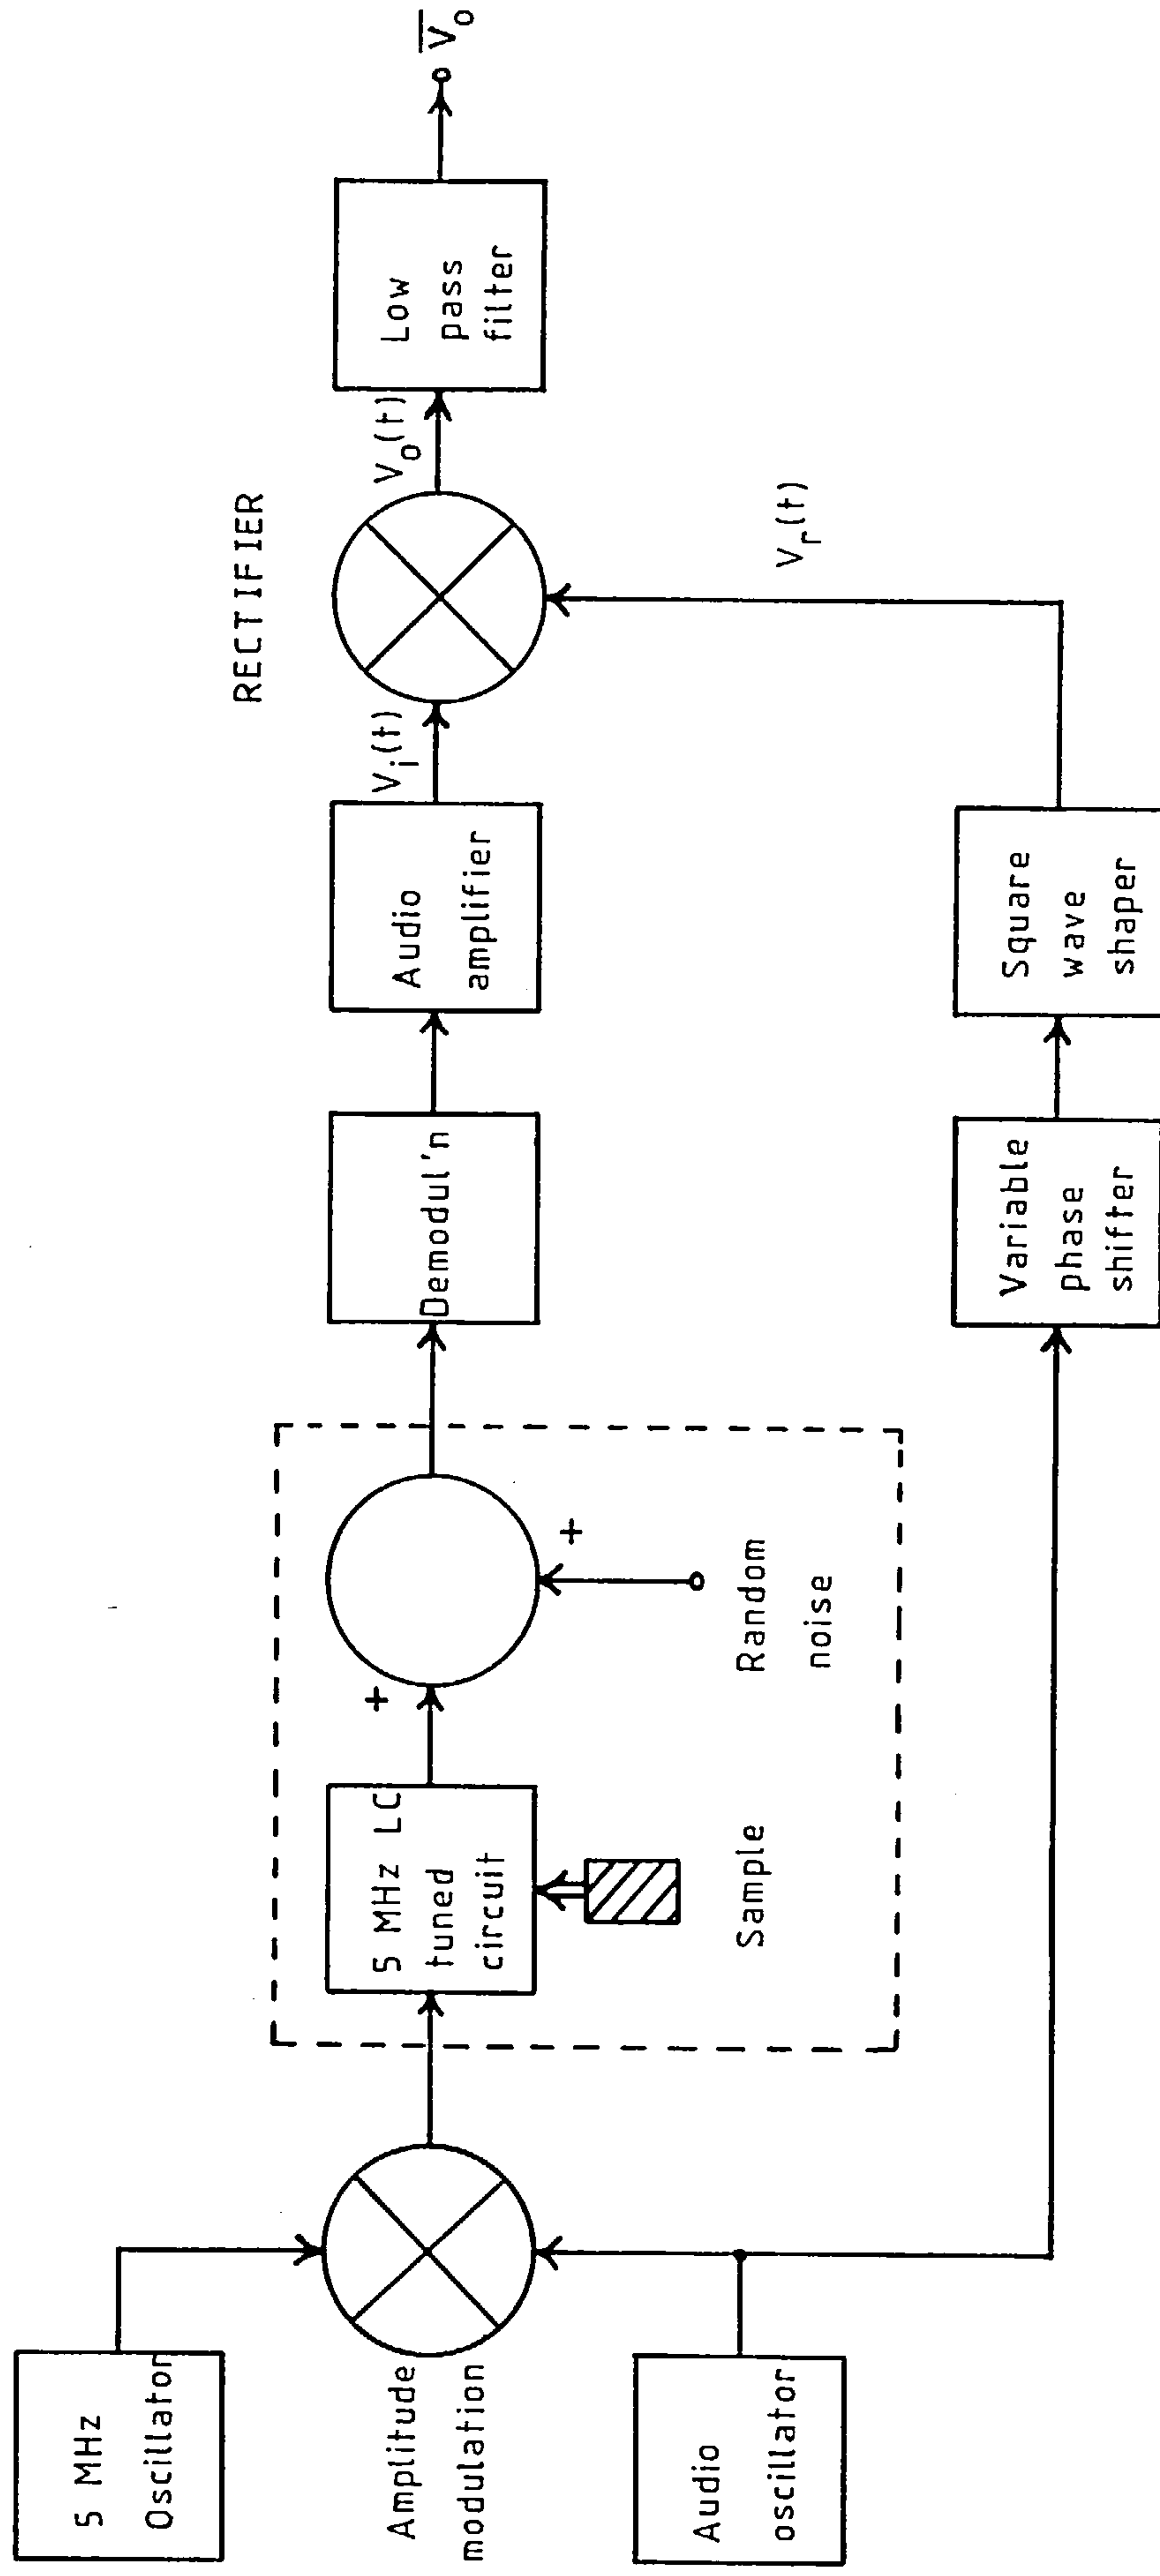 5 MHz
Oscillator
Amplitude
modulation
Audio
oscillator
5 MHz LC
tuned
circuit
Sample
+
+
Random
noise
Demodul'n
Audio
amplifier
Vi(t)
RECTIFIER
Vo(t)
Low
pass
filter
V̅o
Variable
phase
shifter
Square
wave
shaper
Vr(t)